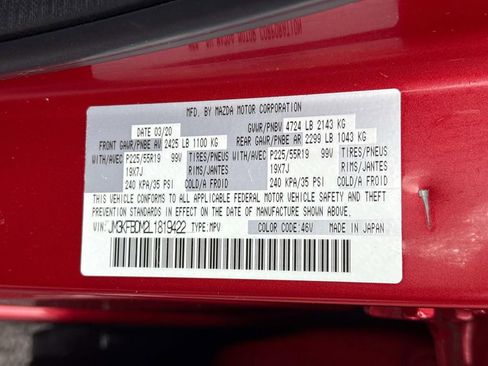 MFD. BY MAZDA MOTOR CORPORATION
DATE 03/20 GVWR/PNBV 4724 LB 2143 KG
FRONT GAWR/PNBE AV 2425 LB 1100 KG REAR GAWR/PNBE AR 2299 LB 1043 KG
WITH/AVEC P225/55R19 99V TIRES/PNEUS WITH/AVEC P225/55R19 99V TIRES/PNEUS
19X7J RIMS/JANTES 19X7J RIMS/JANTES
240 KPA/35 PSI COLD/A FROID 240 KPA/35 PSI COLD/A FROID
THIS VEHICLE CONFORMS TO ALL APPLICABLE FEDERAL MOTOR VEHICLE SAFETY AND THEFT
PREVENTION STANDARDS IN EFFECT ON THE DATE OF MANUFACTURE SHOWN ABOVE.
VIN: JM3KFBDM2L1819422 TYPE:MPV COLOR CODE:46V MADE IN JAPAN